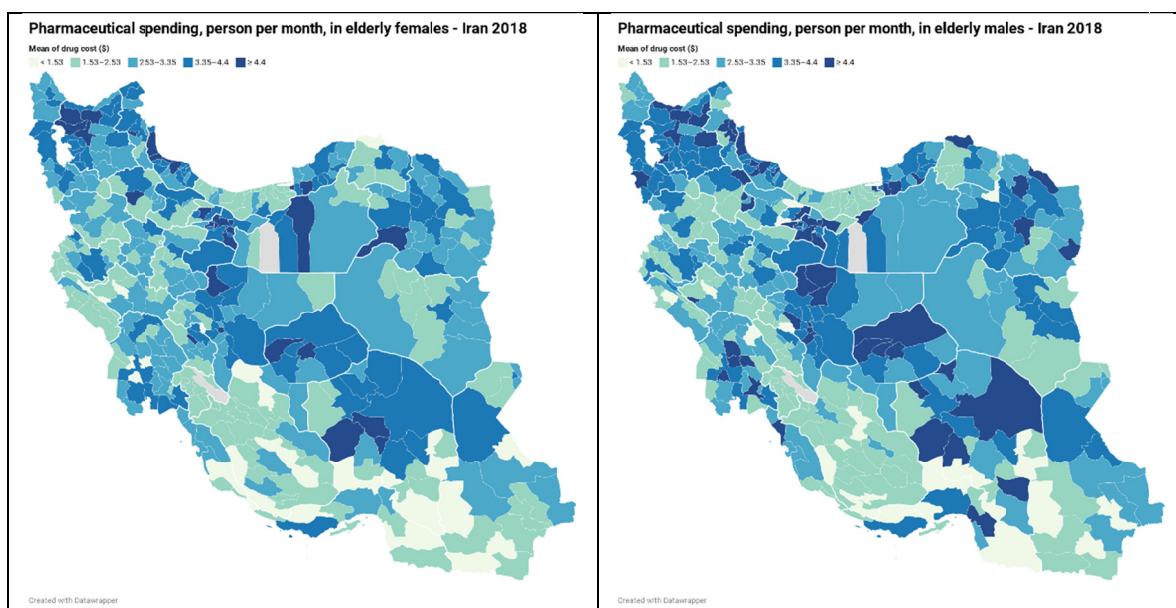 Pharmaceutical spending, person per month, in elderly females - Iran 2018
Mean of drug cost ($)
< 1.53 1.53–2.53 253–3.35 3.35–4.4 ≥ 4.4
Created with Datawrapper
Pharmaceutical spending, person per month, in elderly males - Iran 2018
Mean of drug cost ($)
< 1.53 1.53–2.53 2.53–3.35 3.35–4.4 ≥ 4.4
Created with Datawrapper